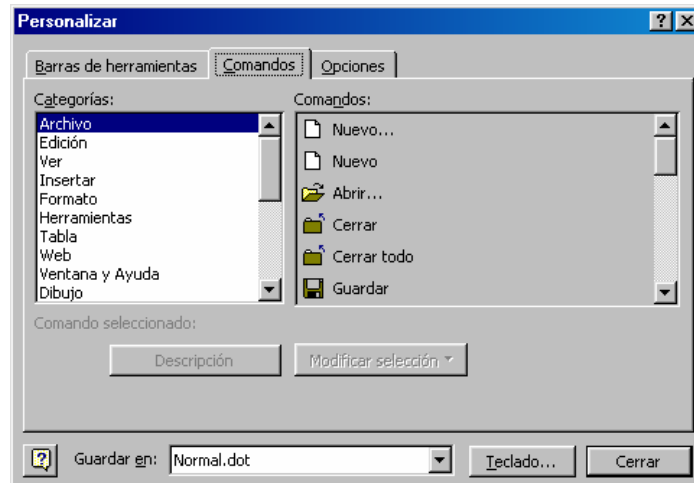 Personalizar
Barras de herramientas Comandos Opciones
Categorías: Comandos:
Archivo
Edición
Ver
Insertar
Formato
Herramientas
Tabla
Web
Ventana y Ayuda
Dibujo
Nuevo...
Nuevo
Abrir...
Cerrar
Cerrar todo
Guardar
Comando seleccionado:
Descripción Modificar selección
Guardar en: Normal.dot Teclado... Cerrar